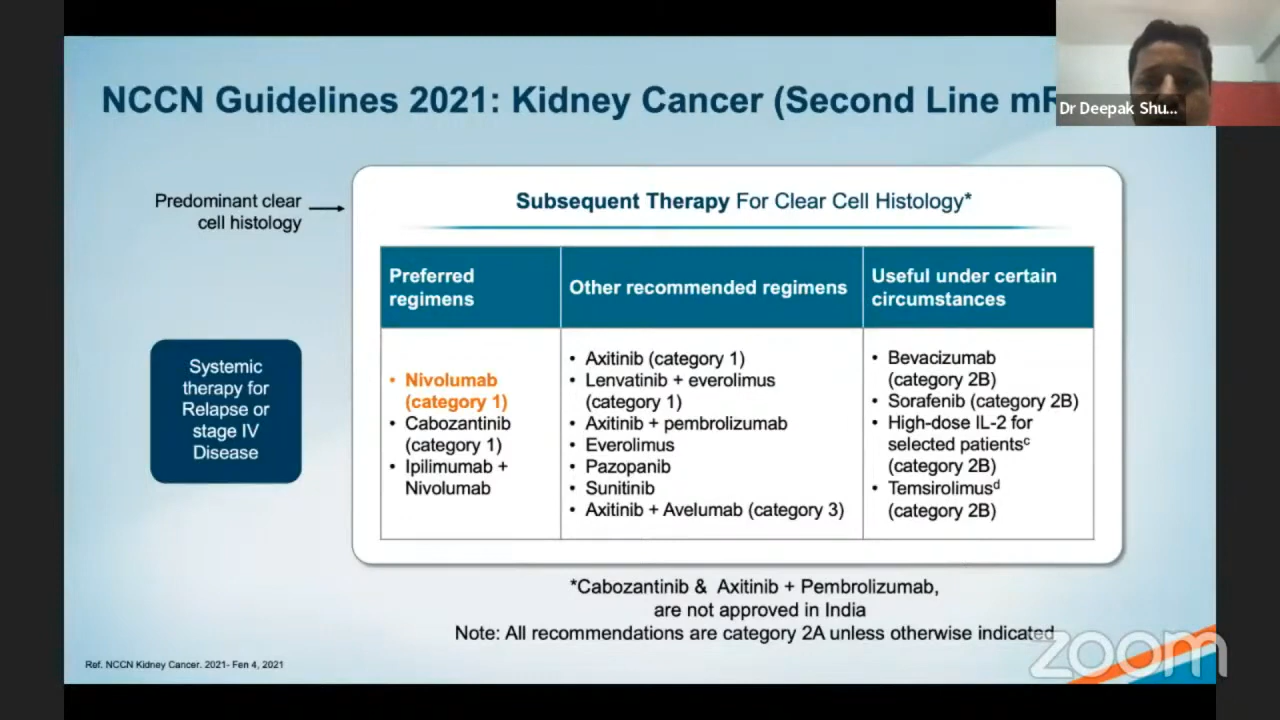 NCCN Guidelines 2021: Kidney Cancer (Second Line
Dr Deepak Shu...
Predominant clear
cell histology
Subsequent Therapy For Clear Cell Histology*
Preferred
regimens
Other recommended regimens
Useful under certain
circumstances
Systemic
therapy for
Relapse or
stage IV
Disease
• Nivolumab
(category 1)
• Cabozantinib
(category 1)
• Ipilimumab +
Nivolumab
• Axitinib (category 1)
• Lenvatinib + everolimus
(category 1)
• Axitinib + pembrolizumab
• Everolimus
• Pazopanib
• Sunitinib
• Axitinib + Avelumab (category 3)
• Bevacizumab
(category 2B)
• Sorafenib (category 2B)
• High-dose IL-2 for
selected patientsᶜ
(category 2B)
• Temsirolimusᵈ
(category 2B)
*Cabozantinib & Axitinib + Pembrolizumab,
are not approved in India
Note: All recommendations are category 2A unless otherwise indicated
Ref. NCCN Kidney Cancer. 2021- Fen 4, 2021
zoom